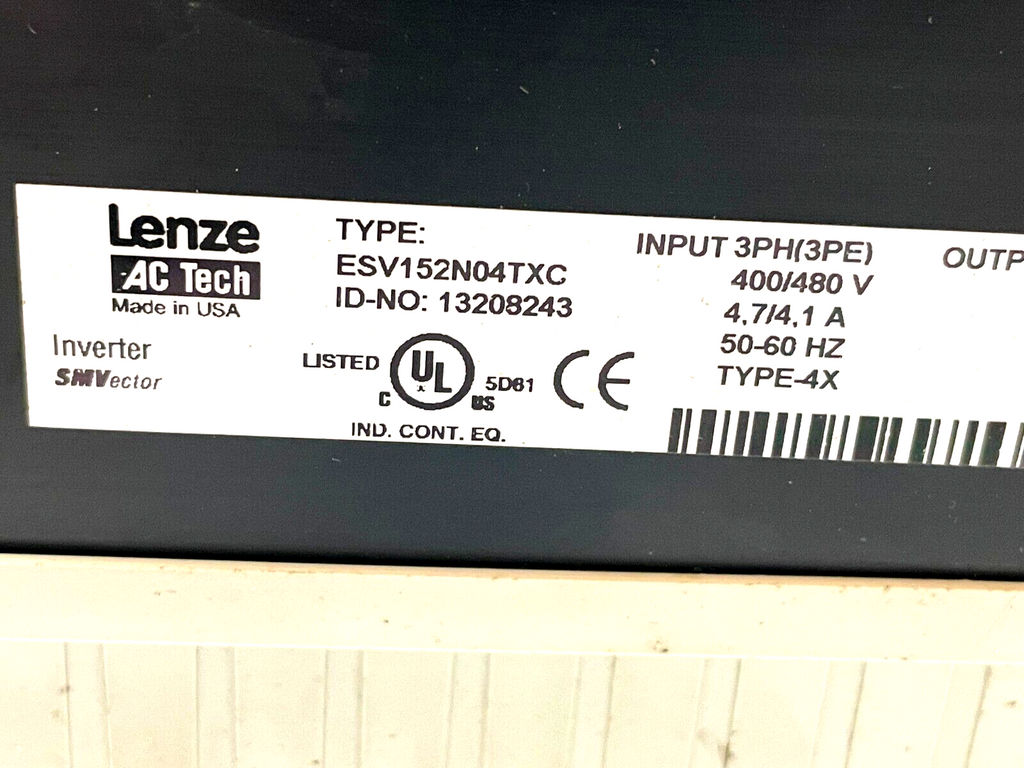 Lenze
AC Tech
Made in USA
Inverter
SMVector
TYPE:
ESV152N04TXC
ID-NO: 13208243
LISTED
UL
C
US
5D81
CE
IND. CONT. EQ.
INPUT 3PH(3PE)
400/480 V
4,7/4,1 A
50-60 HZ
TYPE-4X
OUTP